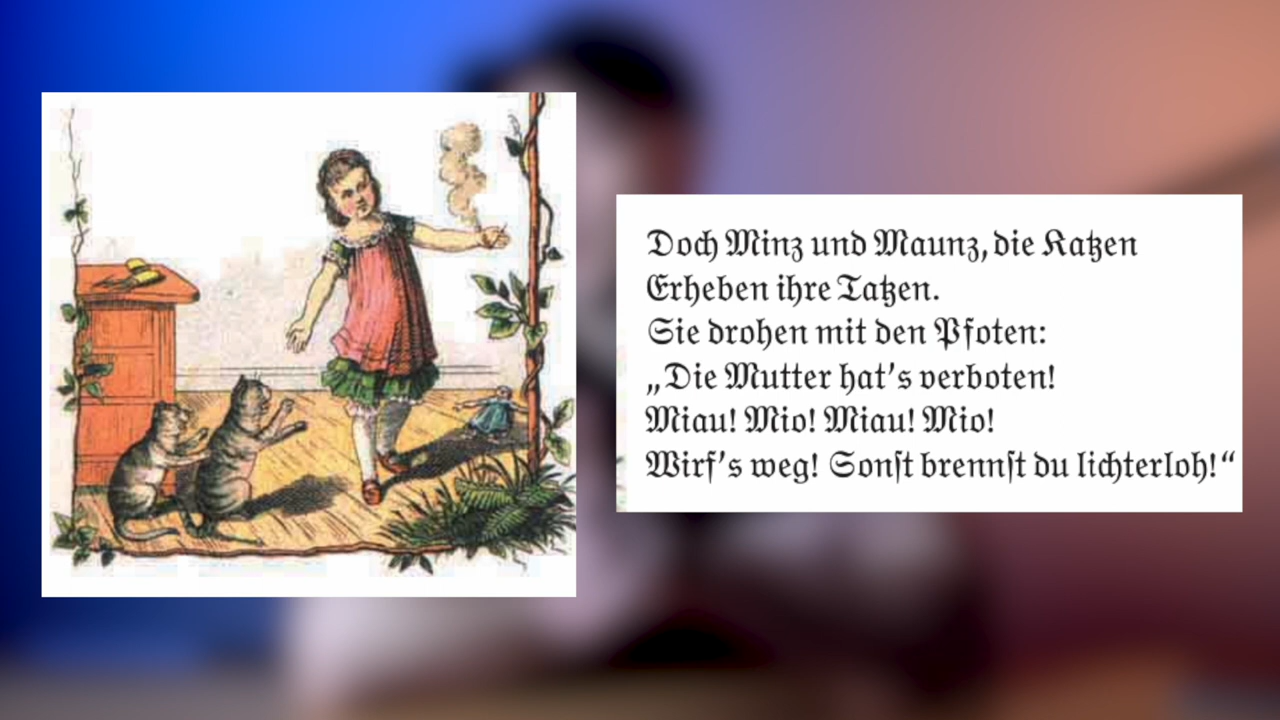 Doch Minz und Maunz, die Katzen
Erheben ihre Tatzen.
Sie drohen mit den Pfoten:
„Die Mutter hat's verboten!
Miau! Mio! Miau! Mio!
Wirf's weg! Sonſt brennſt du lichterloh!“